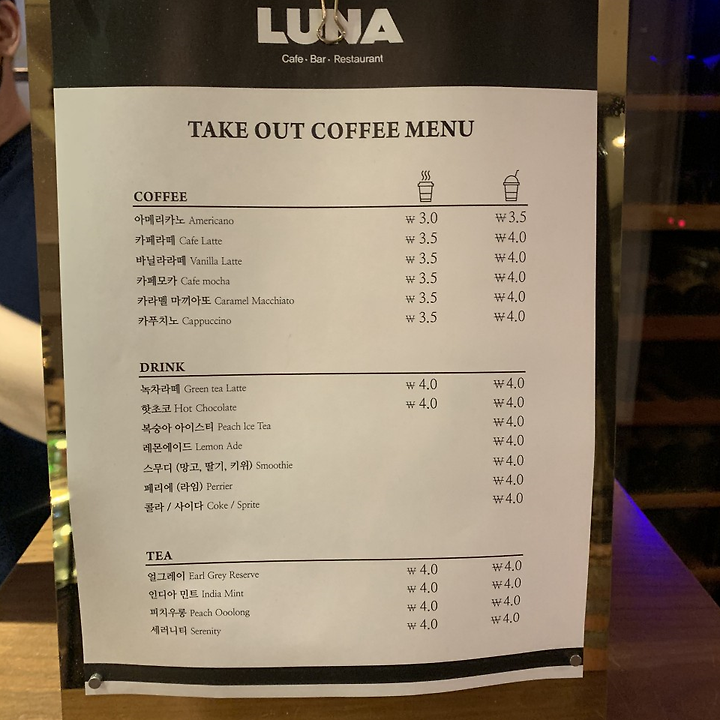 LUNA
Cafe · Bar · Restaurant
TAKE OUT COFFEE MENU
COFFEE
아메리카노 Americano ₩ 3.0 ₩ 3.5
카페라떼 Cafe Latte ₩ 3.5 ₩ 4.0
바닐라라떼 Vanilla Latte ₩ 3.5 ₩ 4.0
카페모카 Cafe mocha ₩ 3.5 ₩ 4.0
카라멜 마끼아또 Caramel Macchiato ₩ 3.5 ₩ 4.0
카푸치노 Cappuccino ₩ 3.5 ₩ 4.0
DRINK
녹차라떼 Green tea Latte ₩ 4.0 ₩ 4.0
핫초코 Hot Chocolate ₩ 4.0 ₩ 4.0
복숭아 아이스티 Peach Ice Tea ₩ 4.0
레몬에이드 Lemon Ade ₩ 4.0
스무디 (망고, 딸기, 키위) Smoothie ₩ 4.0
페리에 (라임) Perrier ₩ 4.0
콜라 / 사이다 Coke / Sprite ₩ 4.0
TEA
얼그레이 Earl Grey Reserve ₩ 4.0 ₩ 4.0
인디아 민트 India Mint ₩ 4.0 ₩ 4.0
피치우롱 Peach Ooolong ₩ 4.0 ₩ 4.0
세러니티 Serenity ₩ 4.0 ₩ 4.0